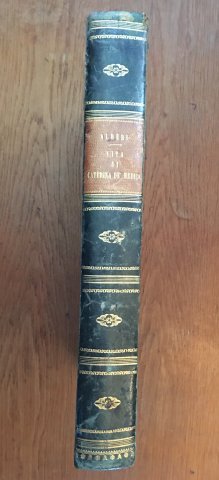 ALBERI
VITA
DI
CATERINA DE' MEDICI